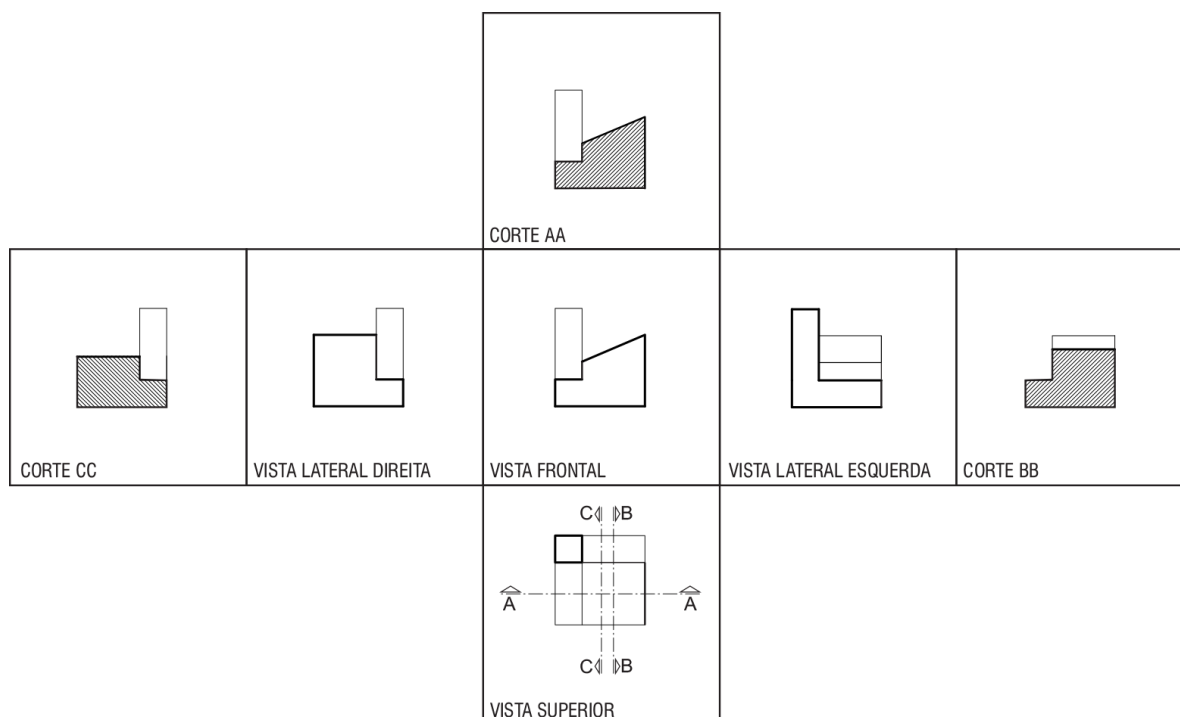 CORTE AA
CORTE CC
VISTA LATERAL DIREITA
VISTA FRONTAL
VISTA LATERAL ESQUERDA
CORTE BB
C B
A A
C B
VISTA SUPERIOR